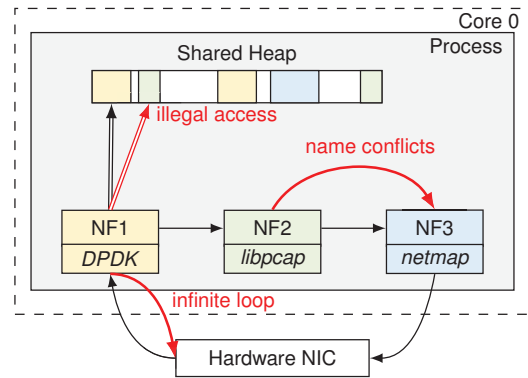 Core 0
Process
Shared Heap
illegal access
name conflicts
NF1
NF2
NF3
DPDK
libpcap
netmap
infinite loop
Hardware NIC